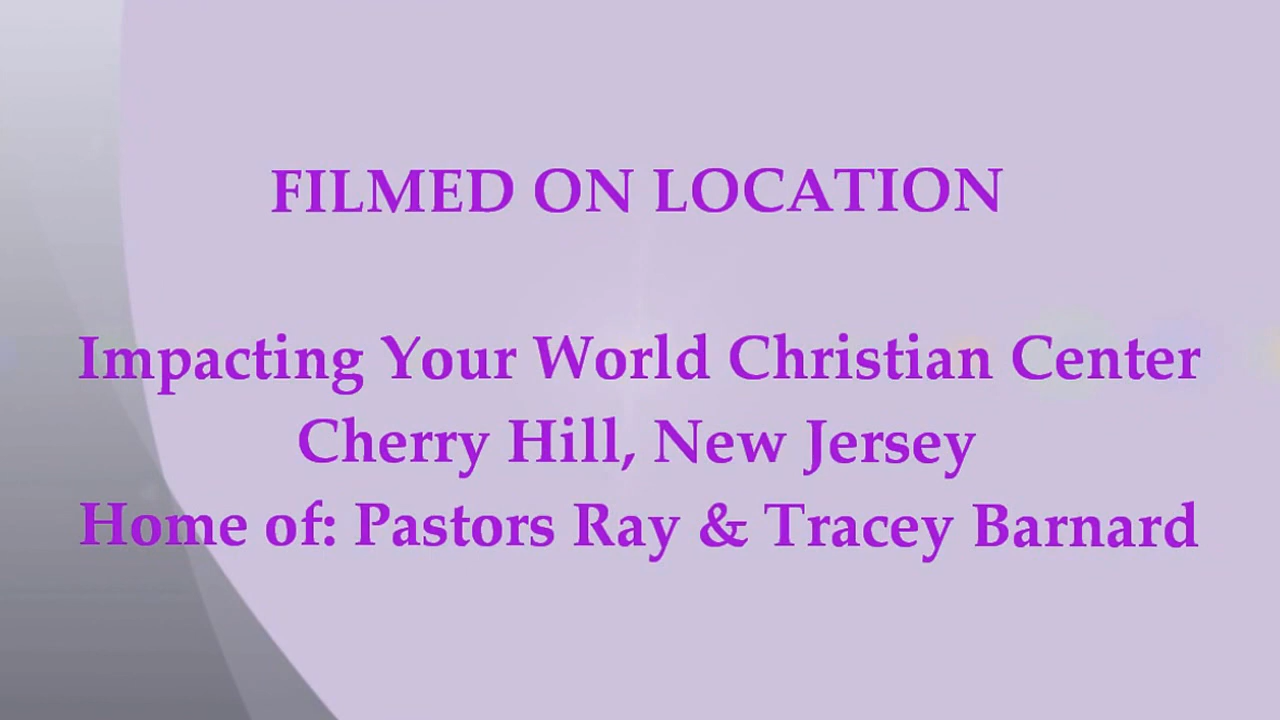 FILMED ON LOCATION
Impacting Your World Christian Center
Cherry Hill, New Jersey
Home of: Pastors Ray & Tracey Barnard